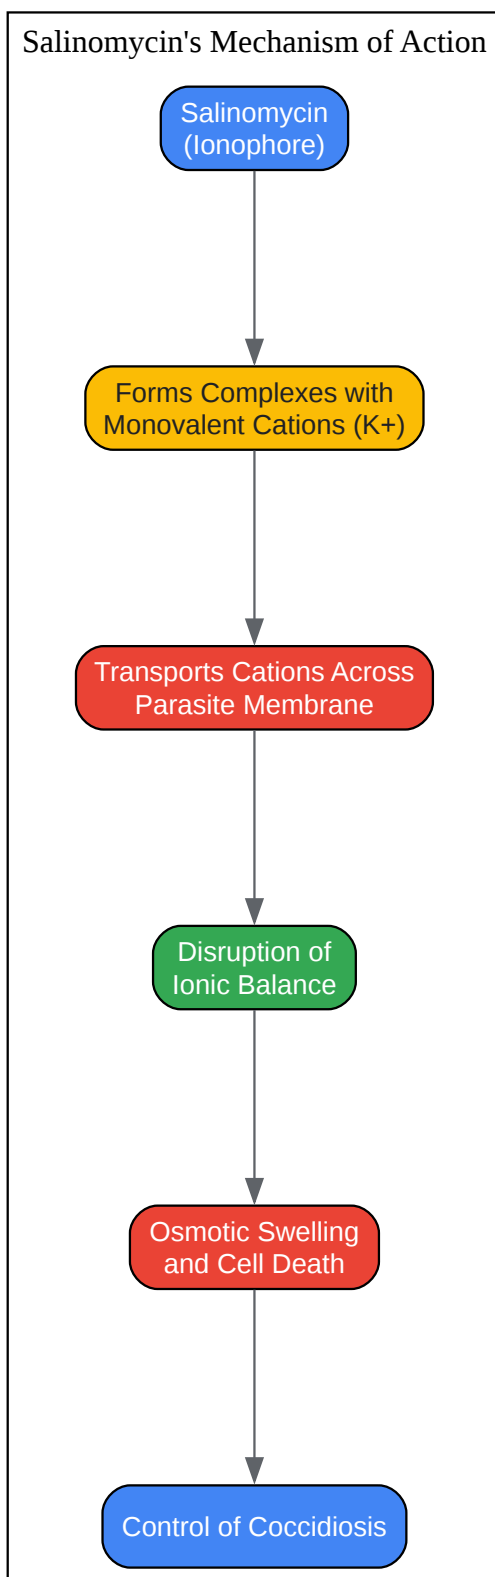 Salinomycin's Mechanism of Action
Salinomycin
(Ionophore)
Forms Complexes with
Monovalent Cations (K+)
Transports Cations Across
Parasite Membrane
Disruption of
Ionic Balance
Osmotic Swelling
and Cell Death
Control of Coccidiosis